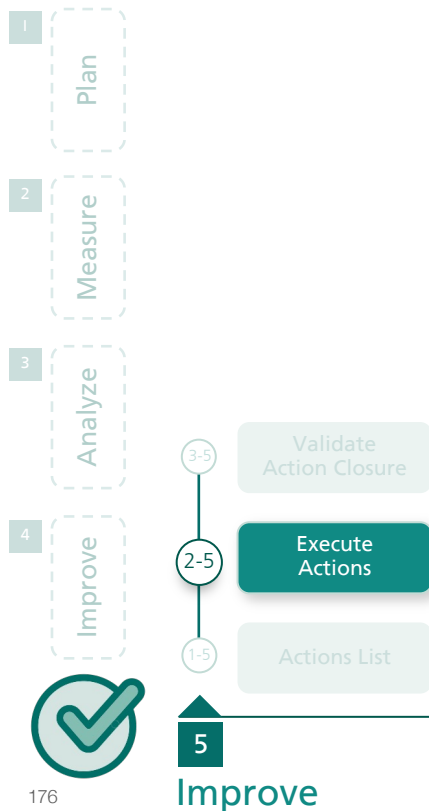 1
Plan
2
Measure
3
Analyze
4
Improve
3-5
Validate
Action Closure
2-5
Execute
Actions
1-5
Actions List
5
Improve
176